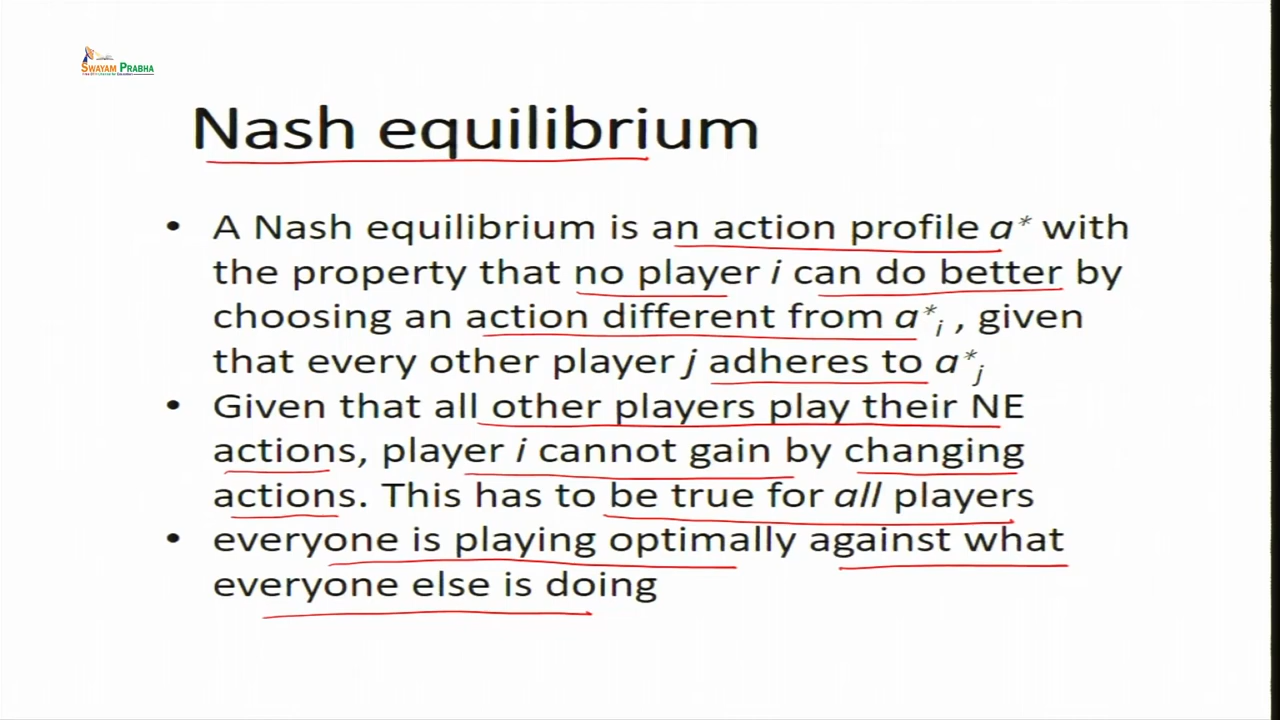 SWAYAM PRABHA
Nash equilibrium
• A Nash equilibrium is an action profile a* with
the property that no player i can do better by
choosing an action different from a*i , given
that every other player j adheres to a*j
• Given that all other players play their NE
actions, player i cannot gain by changing
actions. This has to be true for all players
• everyone is playing optimally against what
everyone else is doing